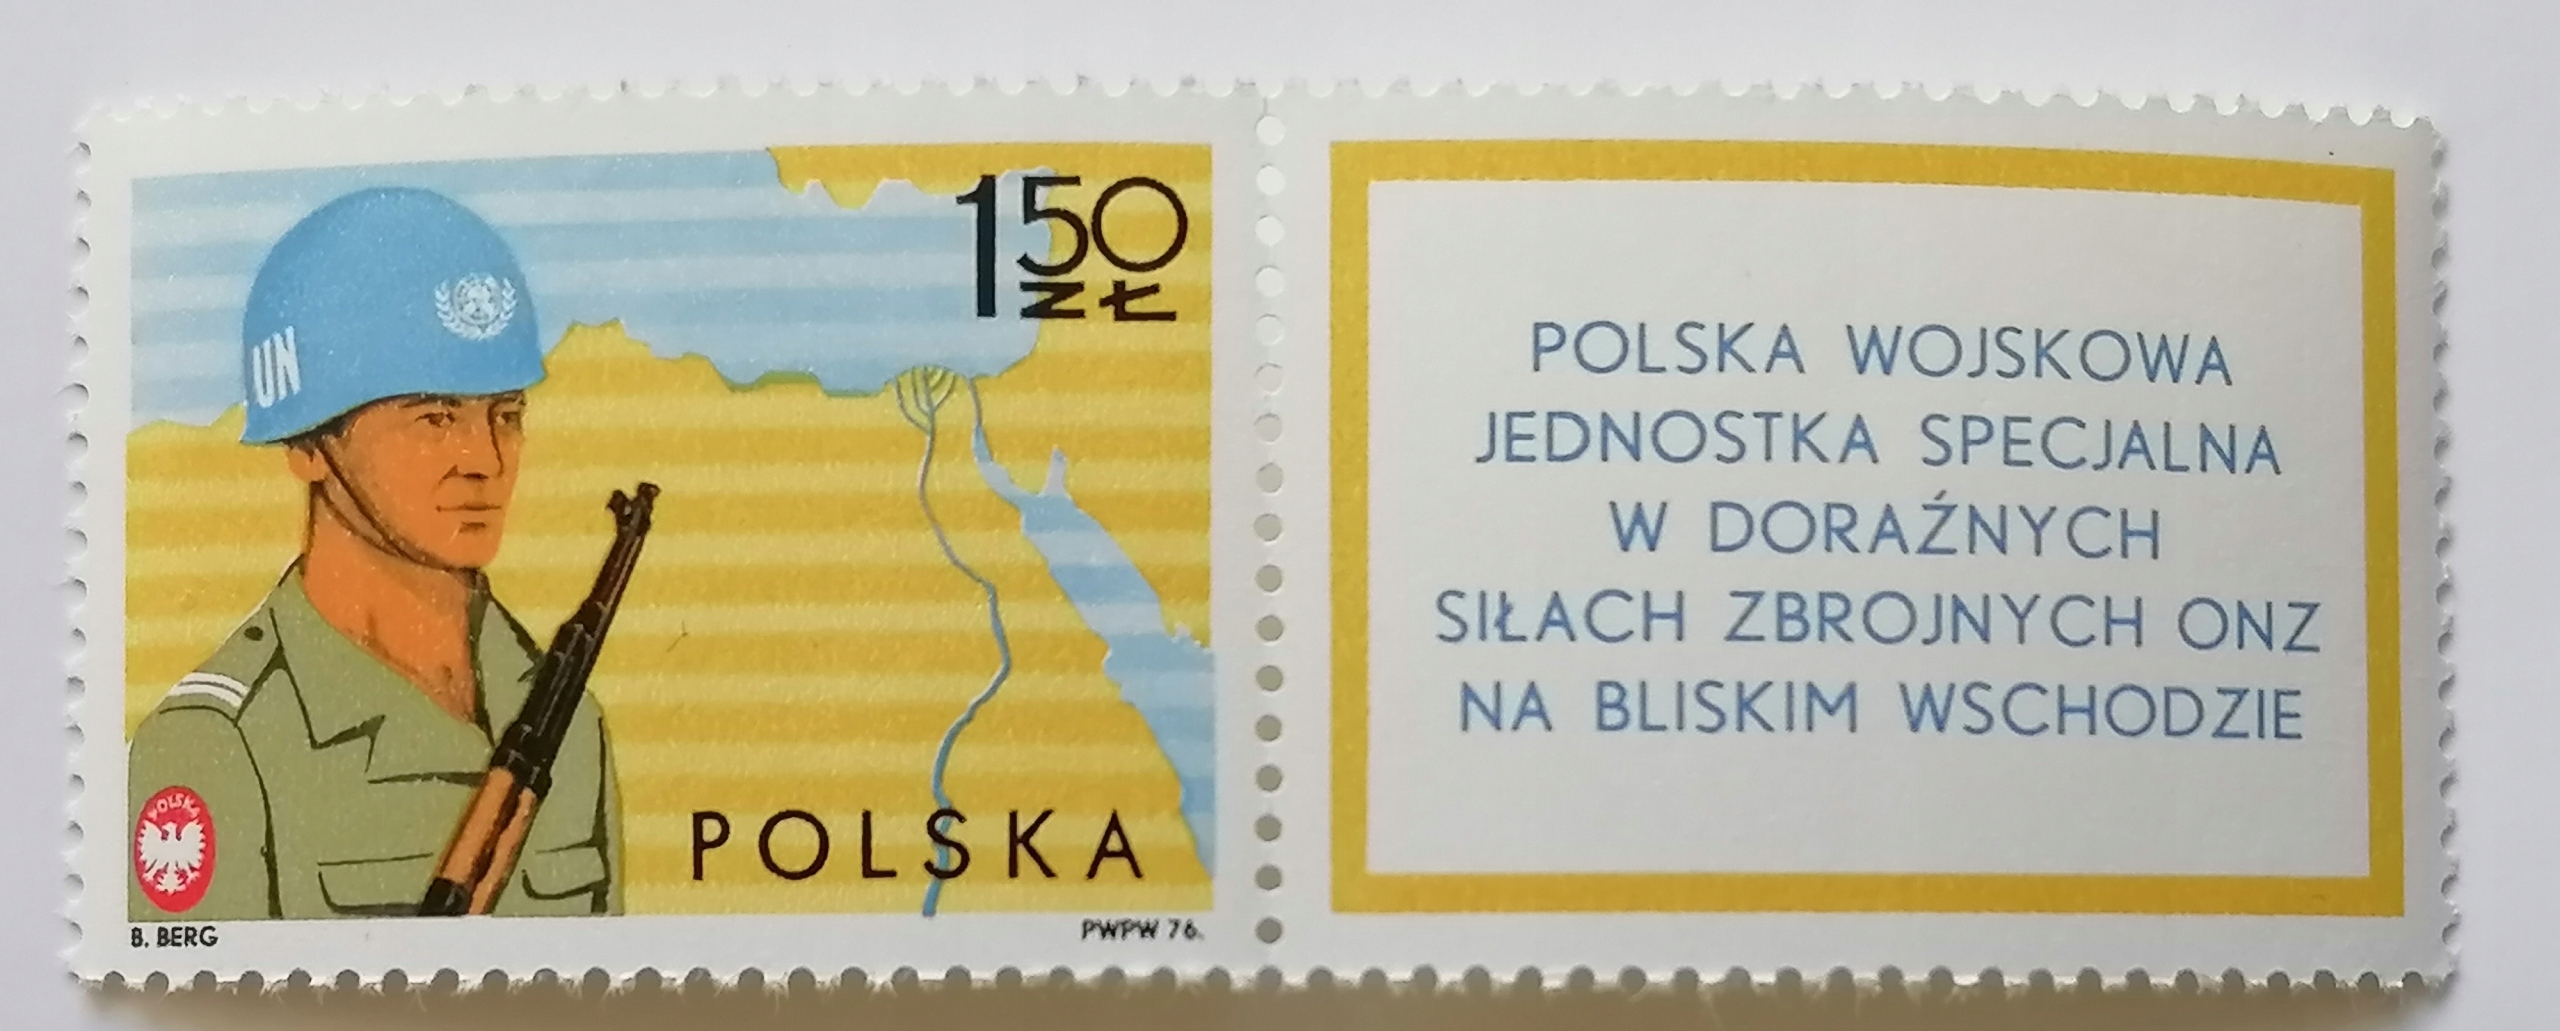 1 50
ZŁ
UN
POLSKA
POLSKA
B. BERG
PWPW 76.
POLSKA WOJSKOWA
JEDNOSTKA SPECJALNA
W DORAŹNYCH
SIŁACH ZBROJNYCH ONZ
NA BLISKIM WSCHODZIE